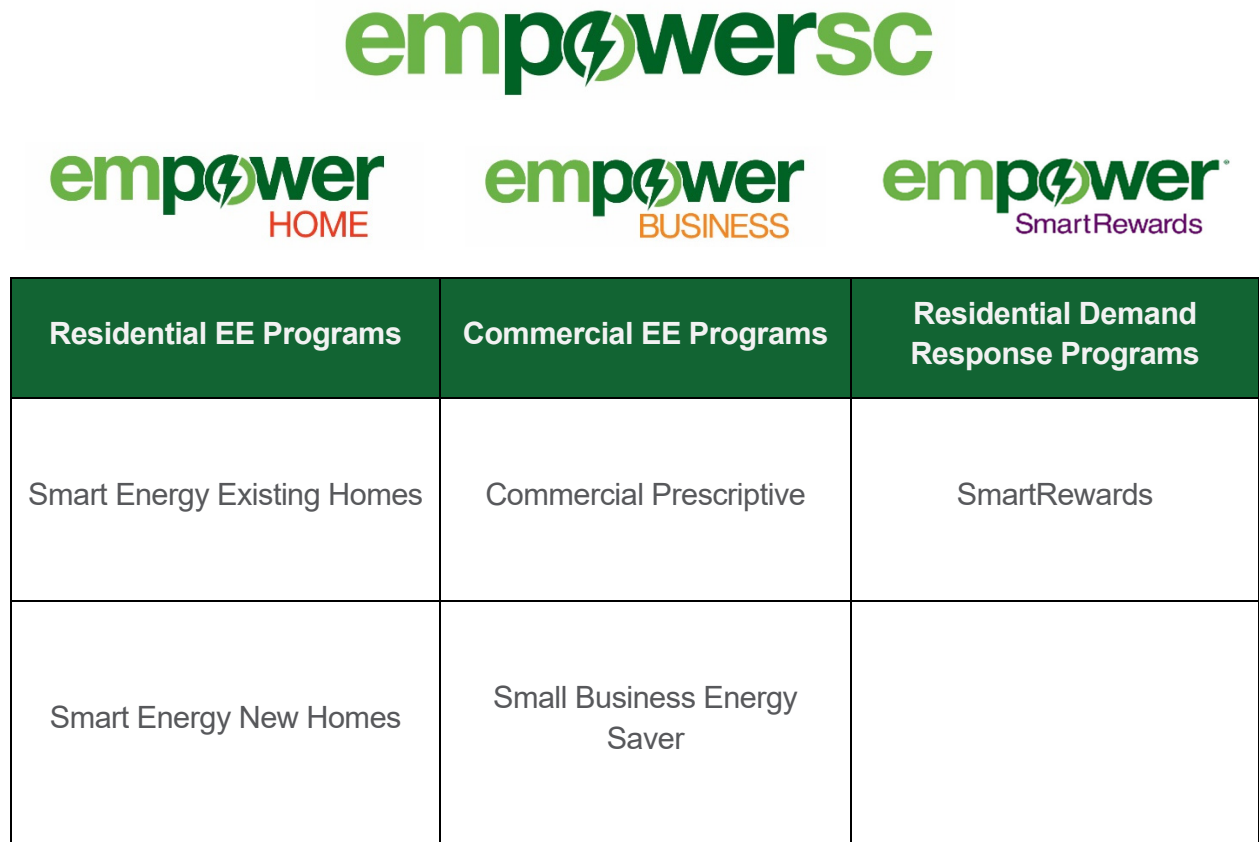 empowersc
empower
HOME
empower
BUSINESS
empower
SmartRewards
Residential EE Programs
Commercial EE Programs
Residential Demand
Response Programs
Smart Energy Existing Homes
Commercial Prescriptive
SmartRewards
Smart Energy New Homes
Small Business Energy
Saver